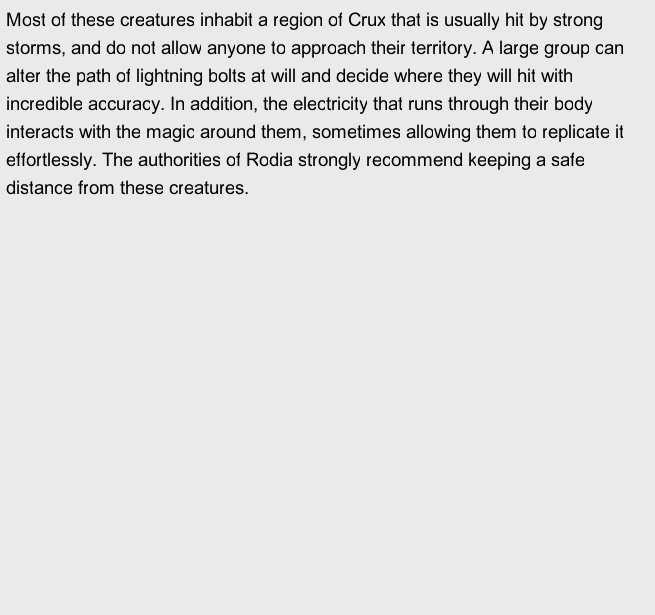 Most of these creatures inhabit a region of Crux that is usually hit by strong
storms, and do not allow anyone to approach their territory. A large group can
alter the path of lightning bolts at will and decide where they will hit with
incredible accuracy. In addition, the electricity that runs through their body
interacts with the magic around them, sometimes allowing them to replicate it
effortlessly. The authorities of Rodia strongly recommend keeping a safe
distance from these creatures.